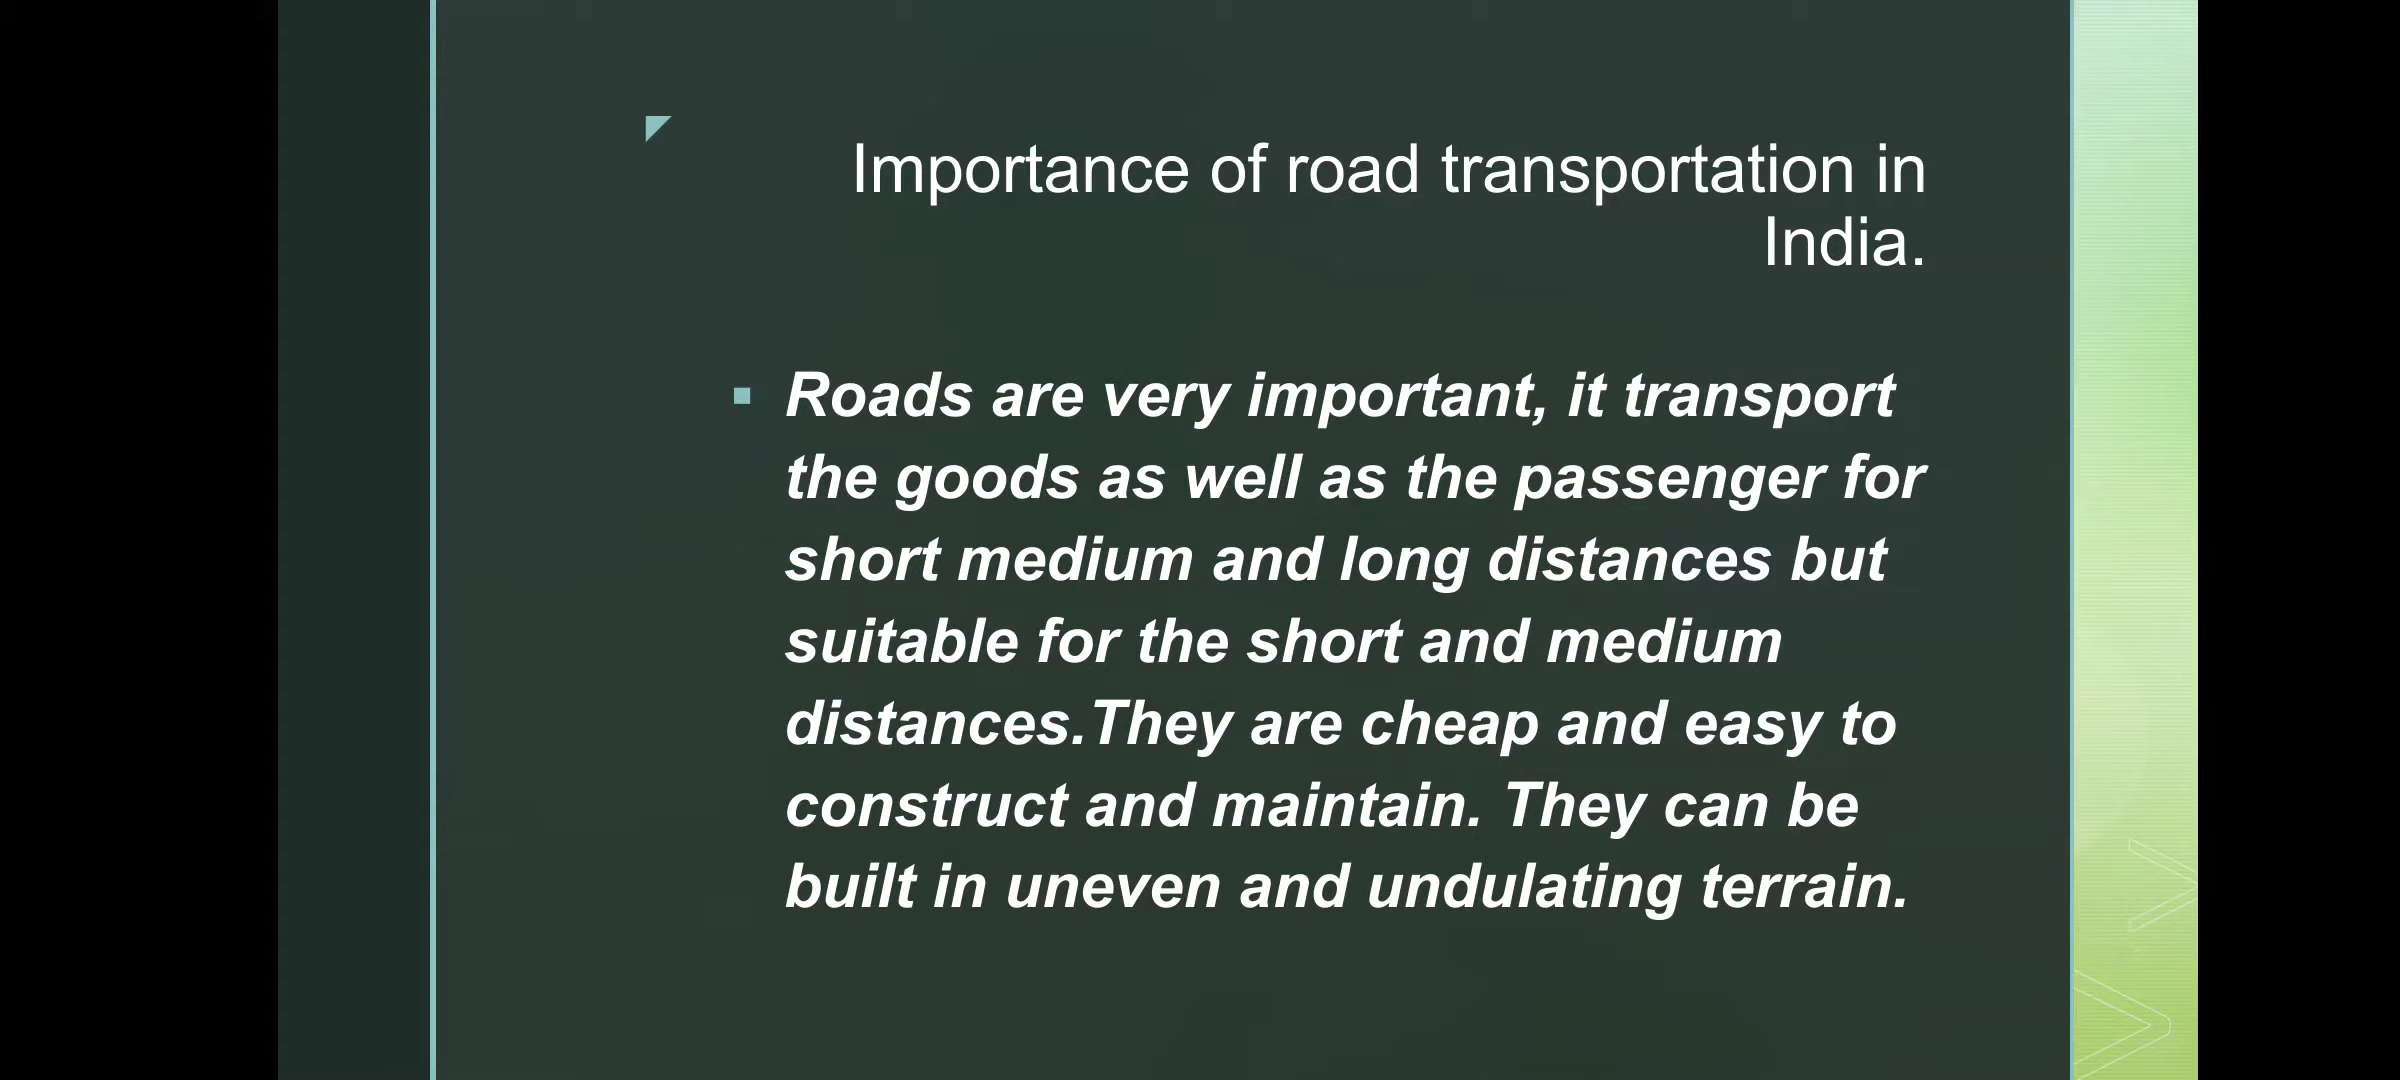 Importance of road transportation in
India.
Roads are very important, it transport
the goods as well as the passenger for
short medium and long distances but
suitable for the short and medium
distances.They are cheap and easy to
construct and maintain. They can be
built in uneven and undulating terrain.